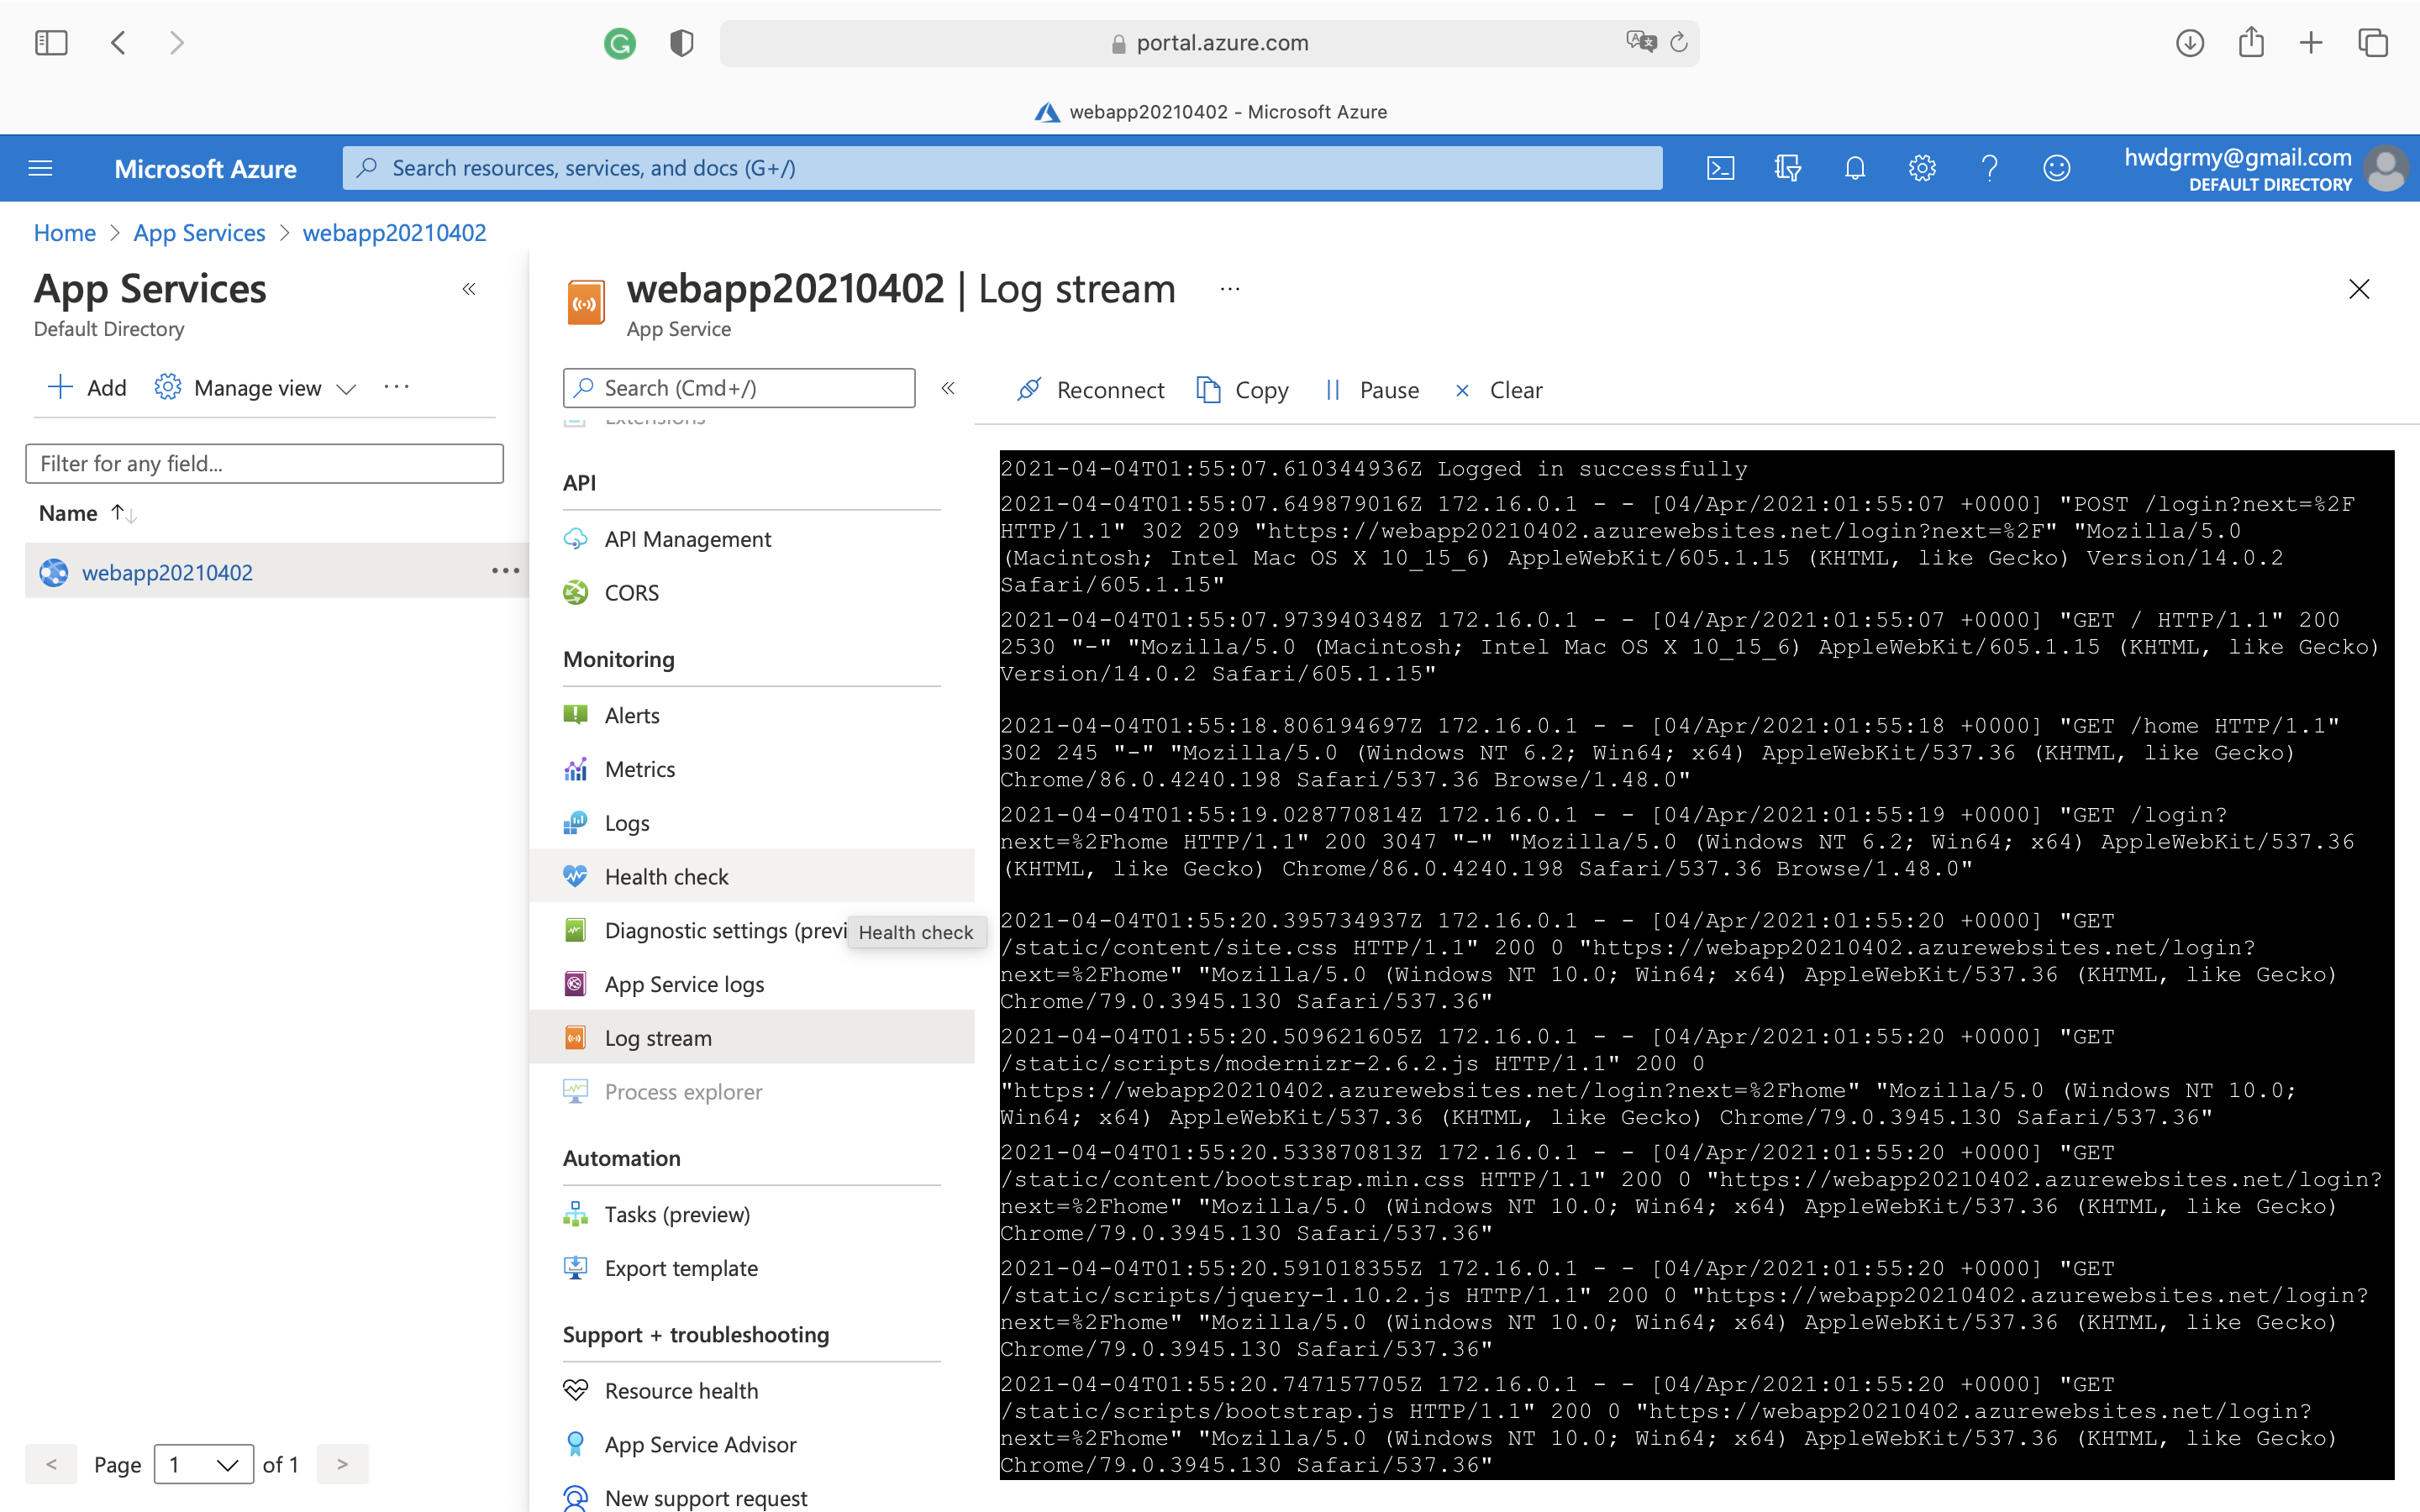 portal.azure.com
webapp20210402 - Microsoft Azure
Microsoft Azure
Search resources, services, and docs (G+/)
hwdgrmy@gmail.com
DEFAULT DIRECTORY
Home > App Services > webapp20210402
App Services
«
Default Directory
Add
Manage view
...
Filter for any field...
Name
webapp20210402
...
< Page 1 of 1 >
webapp20210402 | Log stream
...
App Service
Search (Cmd+/)
«
Extensions
API
API Management
CORS
Monitoring
Alerts
Metrics
Logs
Health check
Diagnostic settings (previ
Health check
App Service logs
Log stream
Process explorer
Automation
Tasks (preview)
Export template
Support + troubleshooting
Resource health
App Service Advisor
New support request
Reconnect
Copy
Pause
Clear
2021-04-04T01:55:07.610344936Z Logged in successfully
2021-04-04T01:55:07.649879016Z 172.16.0.1 - - [04/Apr/2021:01:55:07 +0000] "POST /login?next=%2F
HTTP/1.1" 302 209 "https://webapp20210402.azurewebsites.net/login?next=%2F" "Mozilla/5.0
(Macintosh; Intel Mac OS X 10_15_6) AppleWebKit/605.1.15 (KHTML, like Gecko) Version/14.0.2
Safari/605.1.15"
2021-04-04T01:55:07.973940348Z 172.16.0.1 - - [04/Apr/2021:01:55:07 +0000] "GET / HTTP/1.1" 200
2530 "-" "Mozilla/5.0 (Macintosh; Intel Mac OS X 10_15_6) AppleWebKit/605.1.15 (KHTML, like Gecko)
Version/14.0.2 Safari/605.1.15"
2021-04-04T01:55:18.806194697Z 172.16.0.1 - - [04/Apr/2021:01:55:18 +0000] "GET /home HTTP/1.1"
302 245 "-" "Mozilla/5.0 (Windows NT 6.2; Win64; x64) AppleWebKit/537.36 (KHTML, like Gecko)
Chrome/86.0.4240.198 Safari/537.36 Browse/1.48.0"
2021-04-04T01:55:19.028770814Z 172.16.0.1 - - [04/Apr/2021:01:55:19 +0000] "GET /login?
next=%2Fhome HTTP/1.1" 200 3047 "-" "Mozilla/5.0 (Windows NT 6.2; Win64; x64) AppleWebKit/537.36
(KHTML, like Gecko) Chrome/86.0.4240.198 Safari/537.36 Browse/1.48.0"
2021-04-04T01:55:20.395734937Z 172.16.0.1 - - [04/Apr/2021:01:55:20 +0000] "GET
/static/content/site.css HTTP/1.1" 200 0 "https://webapp20210402.azurewebsites.net/login?
next=%2Fhome" "Mozilla/5.0 (Windows NT 10.0; Win64; x64) AppleWebKit/537.36 (KHTML, like Gecko)
Chrome/79.0.3945.130 Safari/537.36"
2021-04-04T01:55:20.509621605Z 172.16.0.1 - - [04/Apr/2021:01:55:20 +0000] "GET
/static/scripts/modernizr-2.6.2.js HTTP/1.1" 200 0
"https://webapp20210402.azurewebsites.net/login?next=%2Fhome" "Mozilla/5.0 (Windows NT 10.0;
Win64; x64) AppleWebKit/537.36 (KHTML, like Gecko) Chrome/79.0.3945.130 Safari/537.36"
2021-04-04T01:55:20.533870813Z 172.16.0.1 - - [04/Apr/2021:01:55:20 +0000] "GET
/static/content/bootstrap.min.css HTTP/1.1" 200 0 "https://webapp20210402.azurewebsites.net/login?
next=%2Fhome" "Mozilla/5.0 (Windows NT 10.0; Win64; x64) AppleWebKit/537.36 (KHTML, like Gecko)
Chrome/79.0.3945.130 Safari/537.36"
2021-04-04T01:55:20.591018355Z 172.16.0.1 - - [04/Apr/2021:01:55:20 +0000] "GET
/static/scripts/jquery-1.10.2.js HTTP/1.1" 200 0 "https://webapp20210402.azurewebsites.net/login?
next=%2Fhome" "Mozilla/5.0 (Windows NT 10.0; Win64; x64) AppleWebKit/537.36 (KHTML, like Gecko)
Chrome/79.0.3945.130 Safari/537.36"
2021-04-04T01:55:20.747157705Z 172.16.0.1 - - [04/Apr/2021:01:55:20 +0000] "GET
/static/scripts/bootstrap.js HTTP/1.1" 200 0 "https://webapp20210402.azurewebsites.net/login?
next=%2Fhome" "Mozilla/5.0 (Windows NT 10.0; Win64; x64) AppleWebKit/537.36 (KHTML, like Gecko)
Chrome/79.0.3945.130 Safari/537.36"